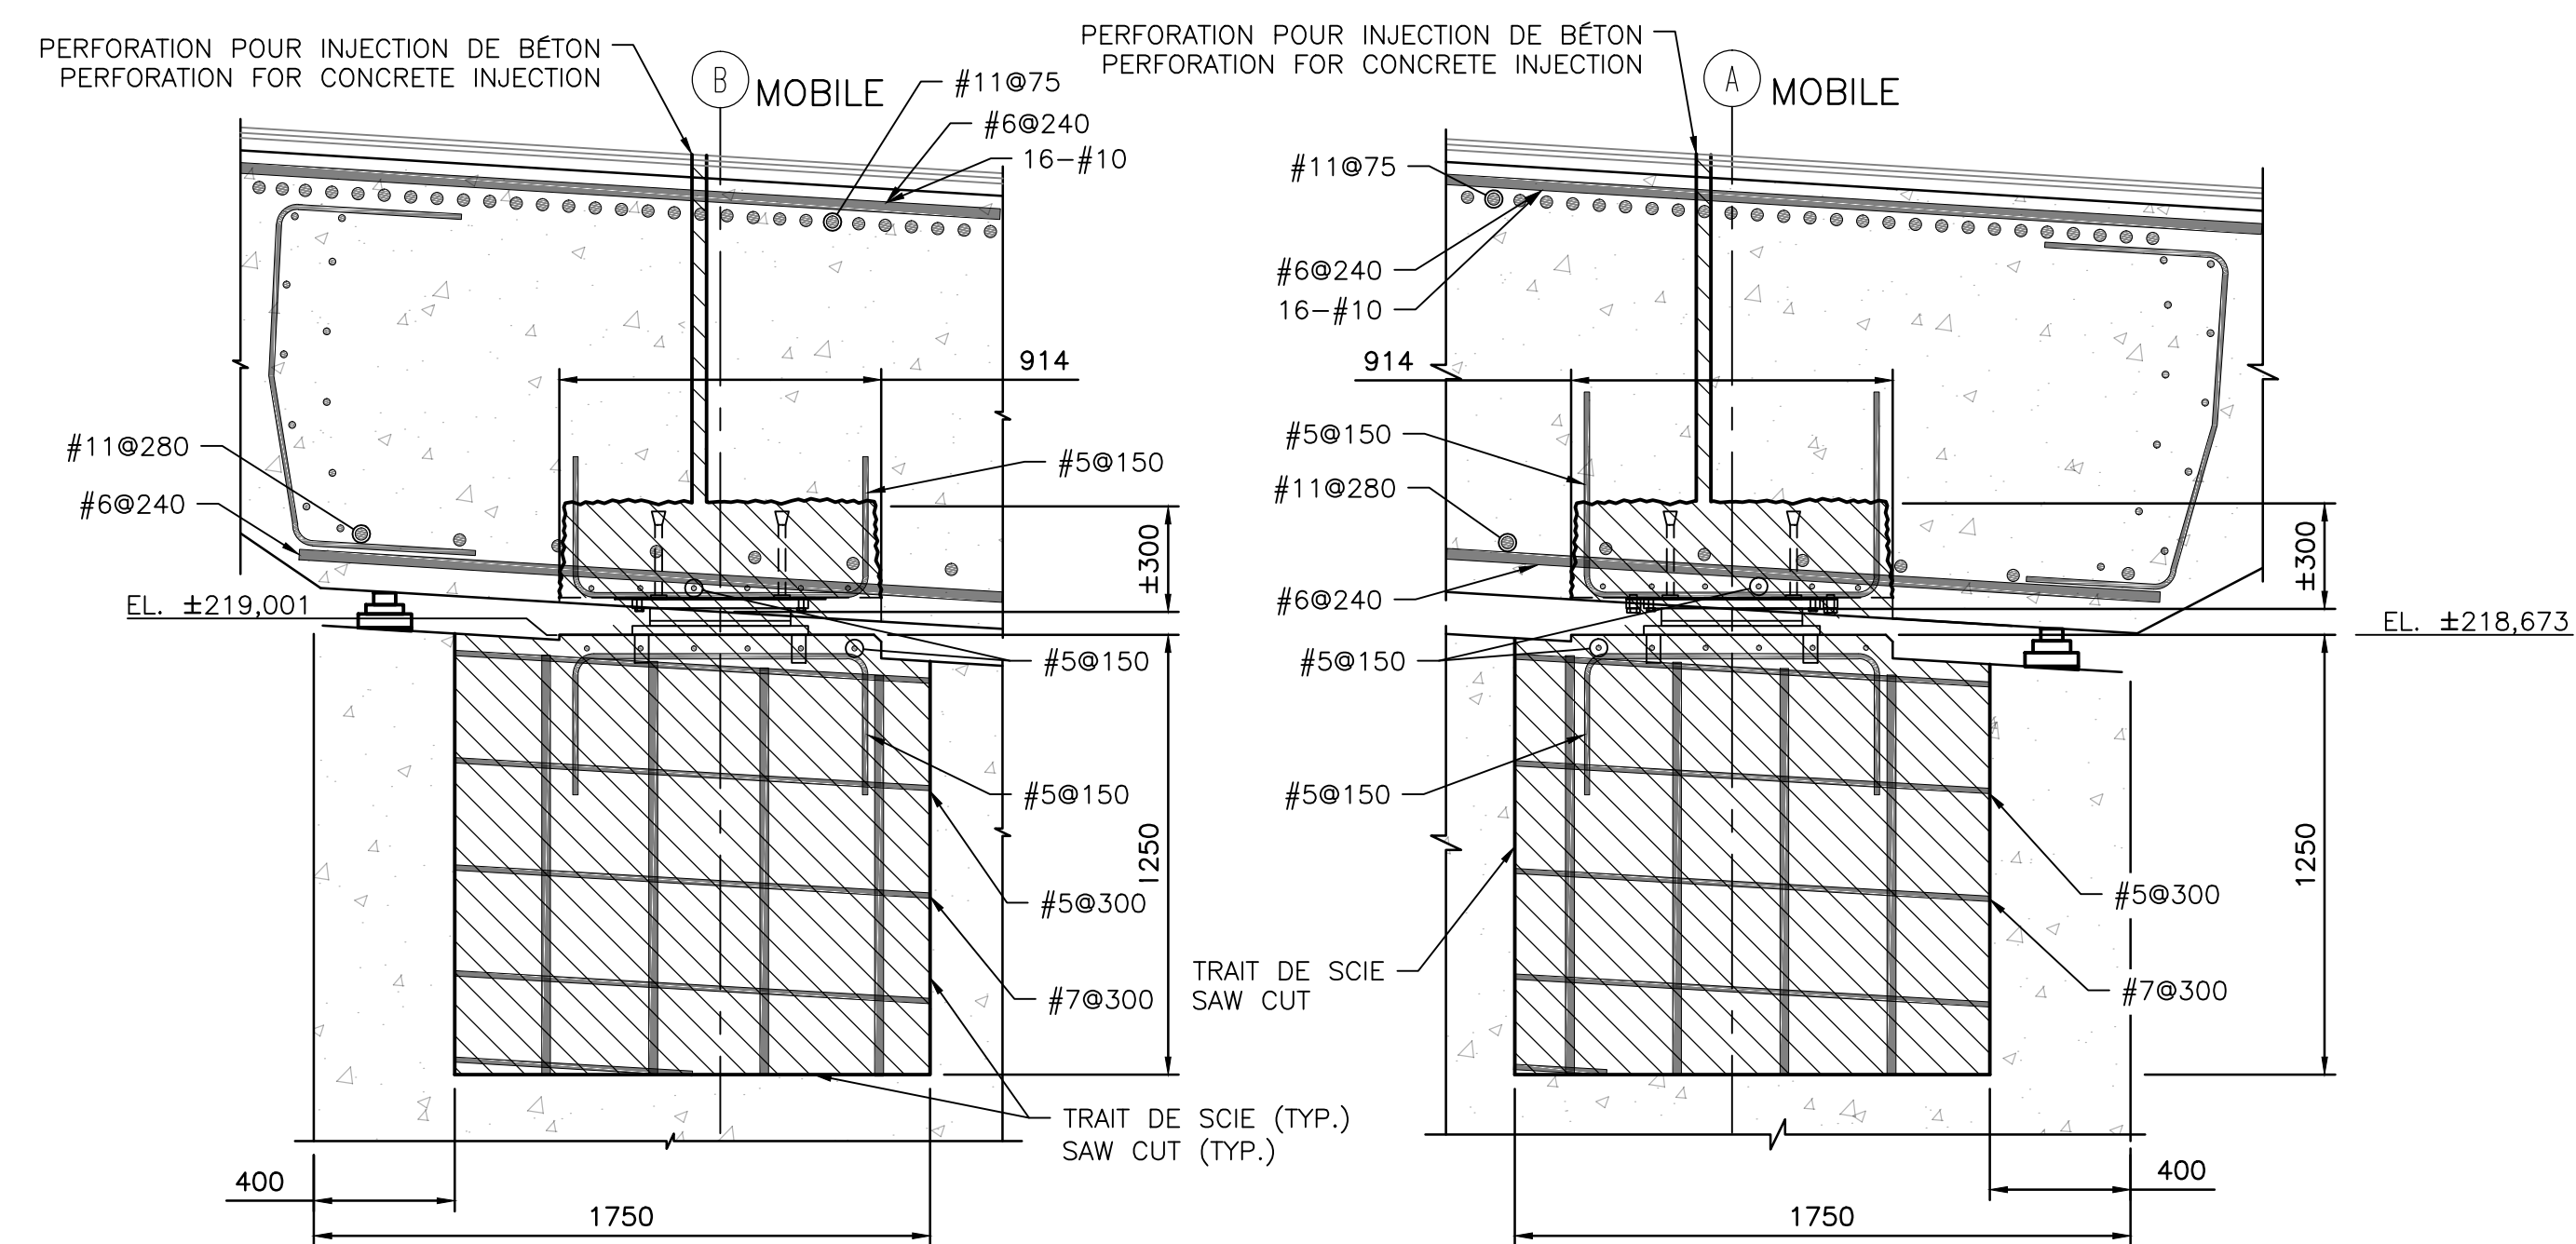 PERFORATION POUR INJECTION DE BÉTON
PERFORATION FOR CONCRETE INJECTION
B
MOBILE
#11@75
#6@240
16-#10
914
#11@280
#6@240
#5@150
±300
EL. ±219,001
#5@150
#5@150
1250
#5@300
#7@300
TRAIT DE SCIE (TYP.)
SAW CUT (TYP.)
400
1750
PERFORATION POUR INJECTION DE BÉTON
PERFORATION FOR CONCRETE INJECTION
A
MOBILE
#11@75
#6@240
16-#10
914
#5@150
#11@280
±300
#6@240
EL. ±218,673
#5@150
#5@150
1250
#5@300
TRAIT DE SCIE
SAW CUT
#7@300
400
1750